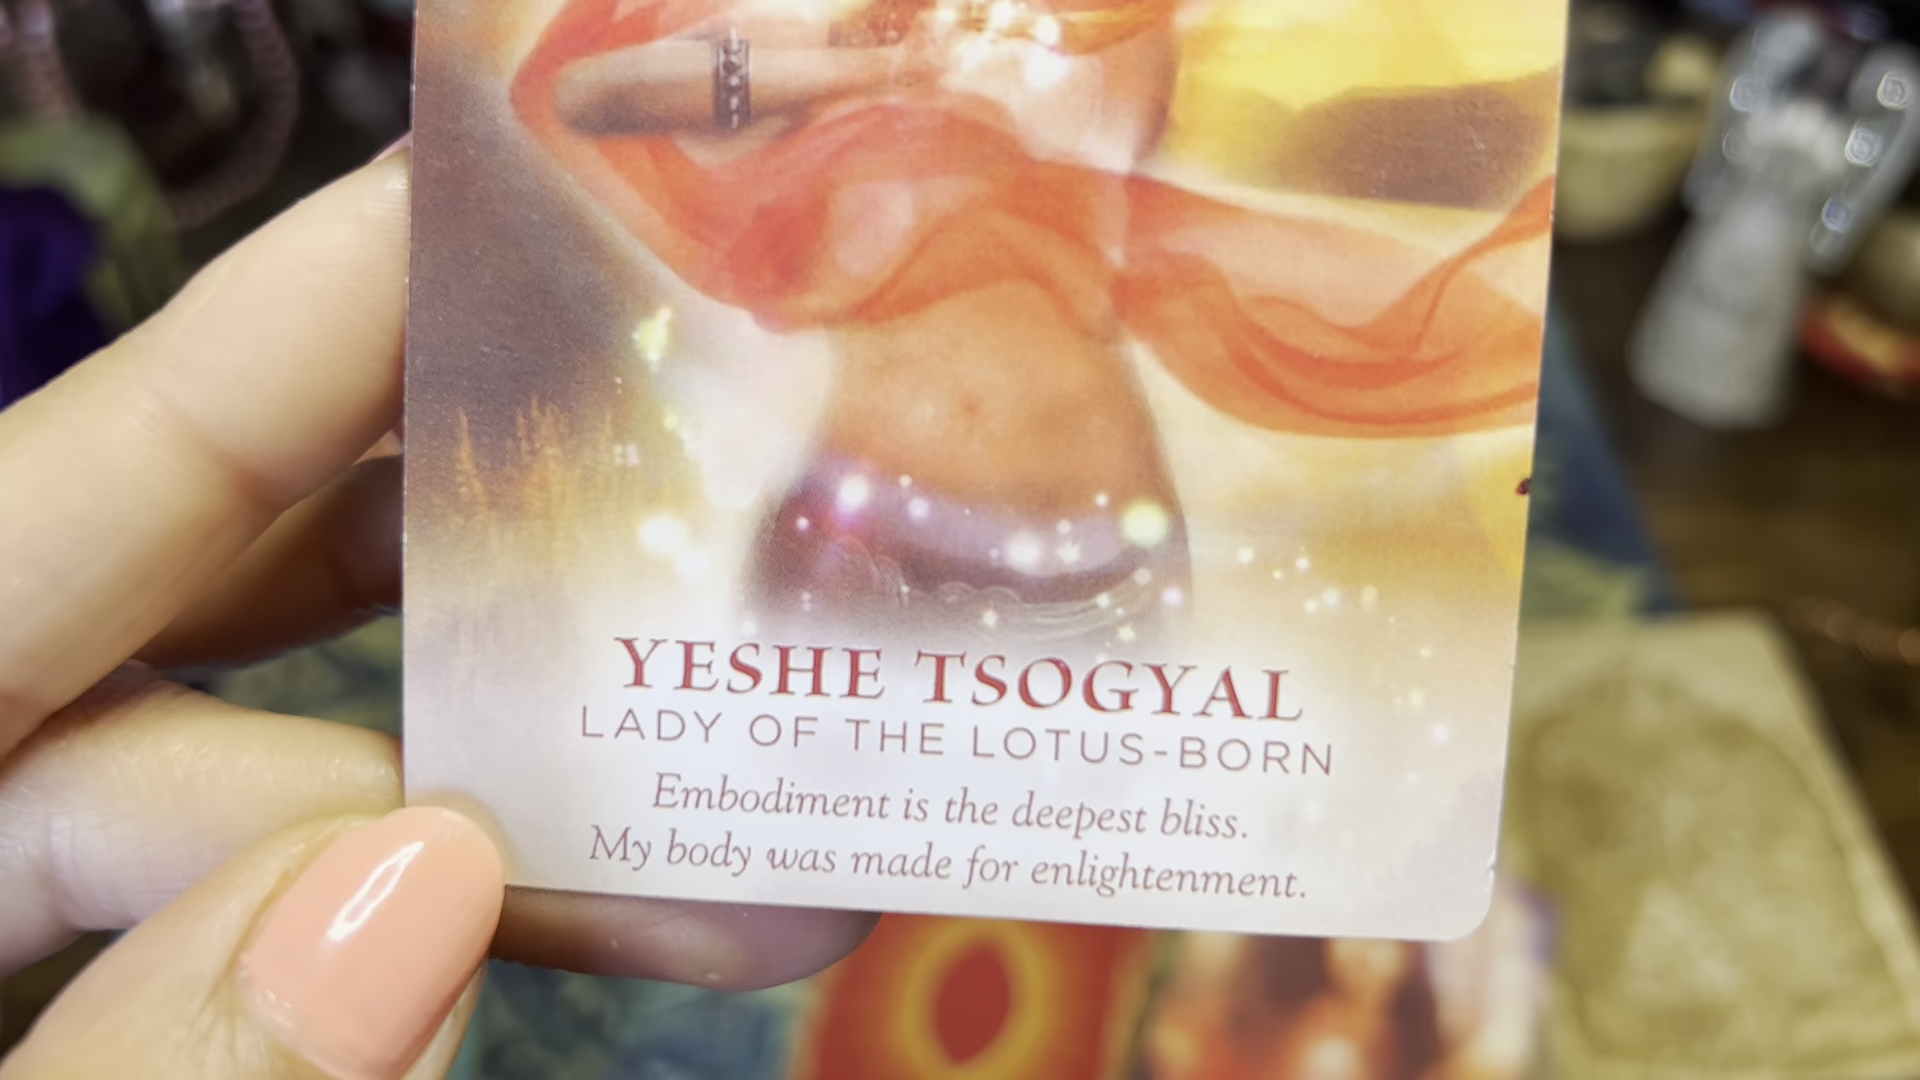 YESHE TSOGYAL
LADY OF THE LOTUS-BORN
Embodiment is the deepest bliss.
My body was made for enlightenment.